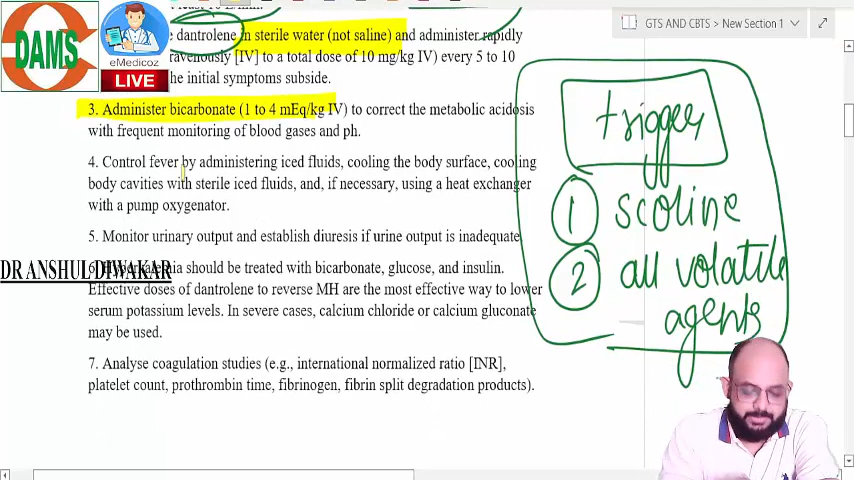 GTS AND CBTS > New Section 1
DAMS
eMedicoz
LIVE
dantrolene in sterile water (not saline) and administer rapidly
[IV] to a total dose of 10 mg/kg IV) every 5 to 10
the initial symptoms subside.
3. Administer bicarbonate (1 to 4 mEq/kg IV) to correct the metabolic acidosis
with frequent monitoring of blood gases and ph.
4. Control fever by administering iced fluids, cooling the body surface, cooling
body cavities with sterile iced fluids, and, if necessary, using a heat exchanger
with a pump oxygenator.
5. Monitor urinary output and establish diuresis if urine output is inadequate
DR ANSHUL DIWAKAR
6. should be treated with bicarbonate, glucose, and insulin.
Effective doses of dantrolene to reverse MH are the most effective way to lower
serum potassium levels. In severe cases, calcium chloride or calcium gluconate
may be used.
7. Analyse coagulation studies (e.g., international normalized ratio [INR],
platelet count, prothrombin time, fibrinogen, fibrin split degradation products).
trigger
1 scoline
2 all volatile
agents